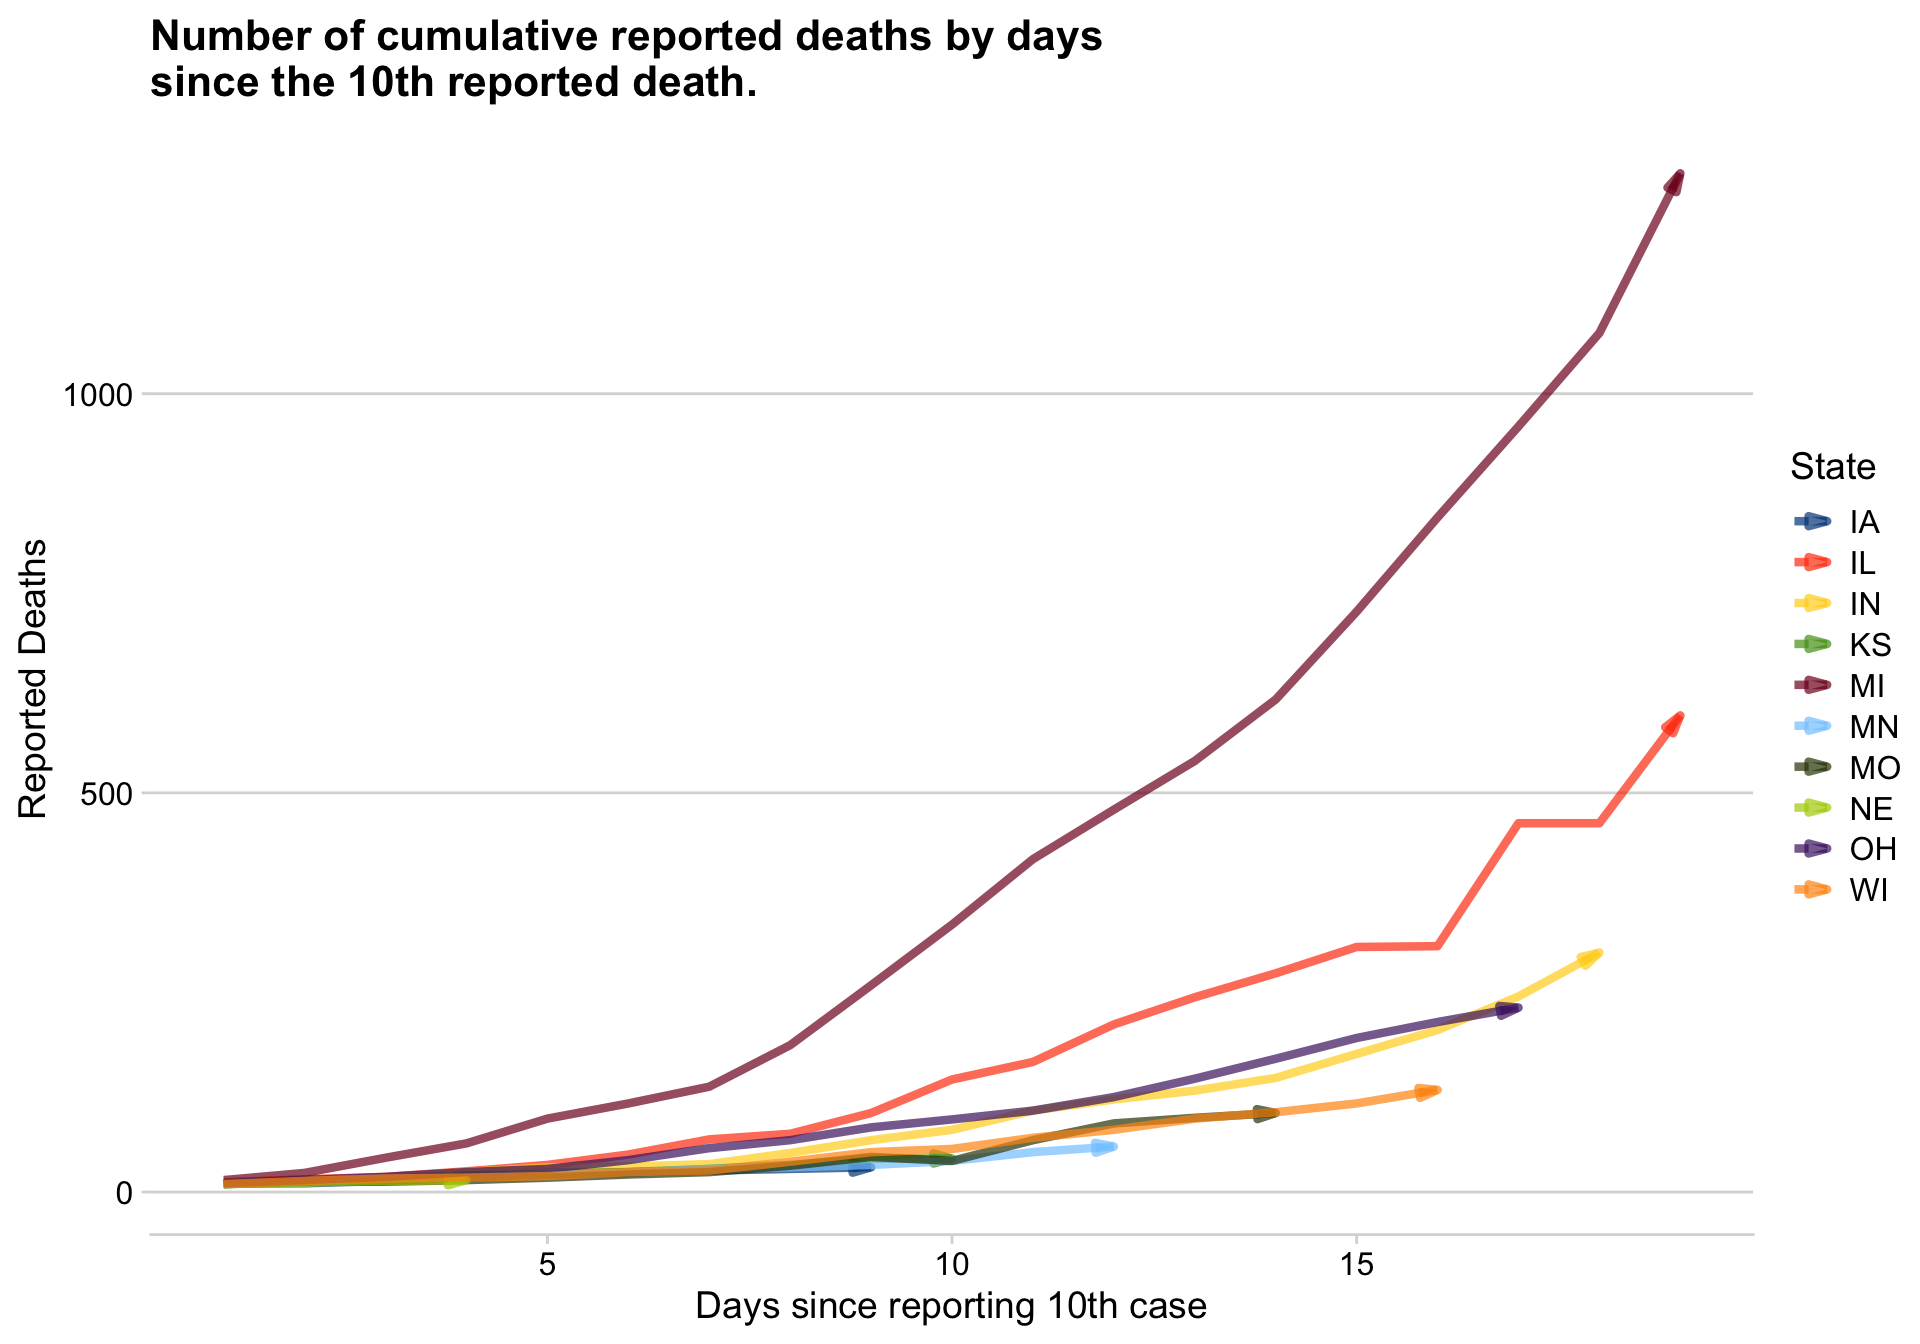 Number of cumulative reported deaths by days
since the 10th reported death.
1000
500
0
Reported Deaths
5 10 15
Days since reporting 10th case
State
IA
IL
IN
KS
MI
MN
MO
NE
OH
WI